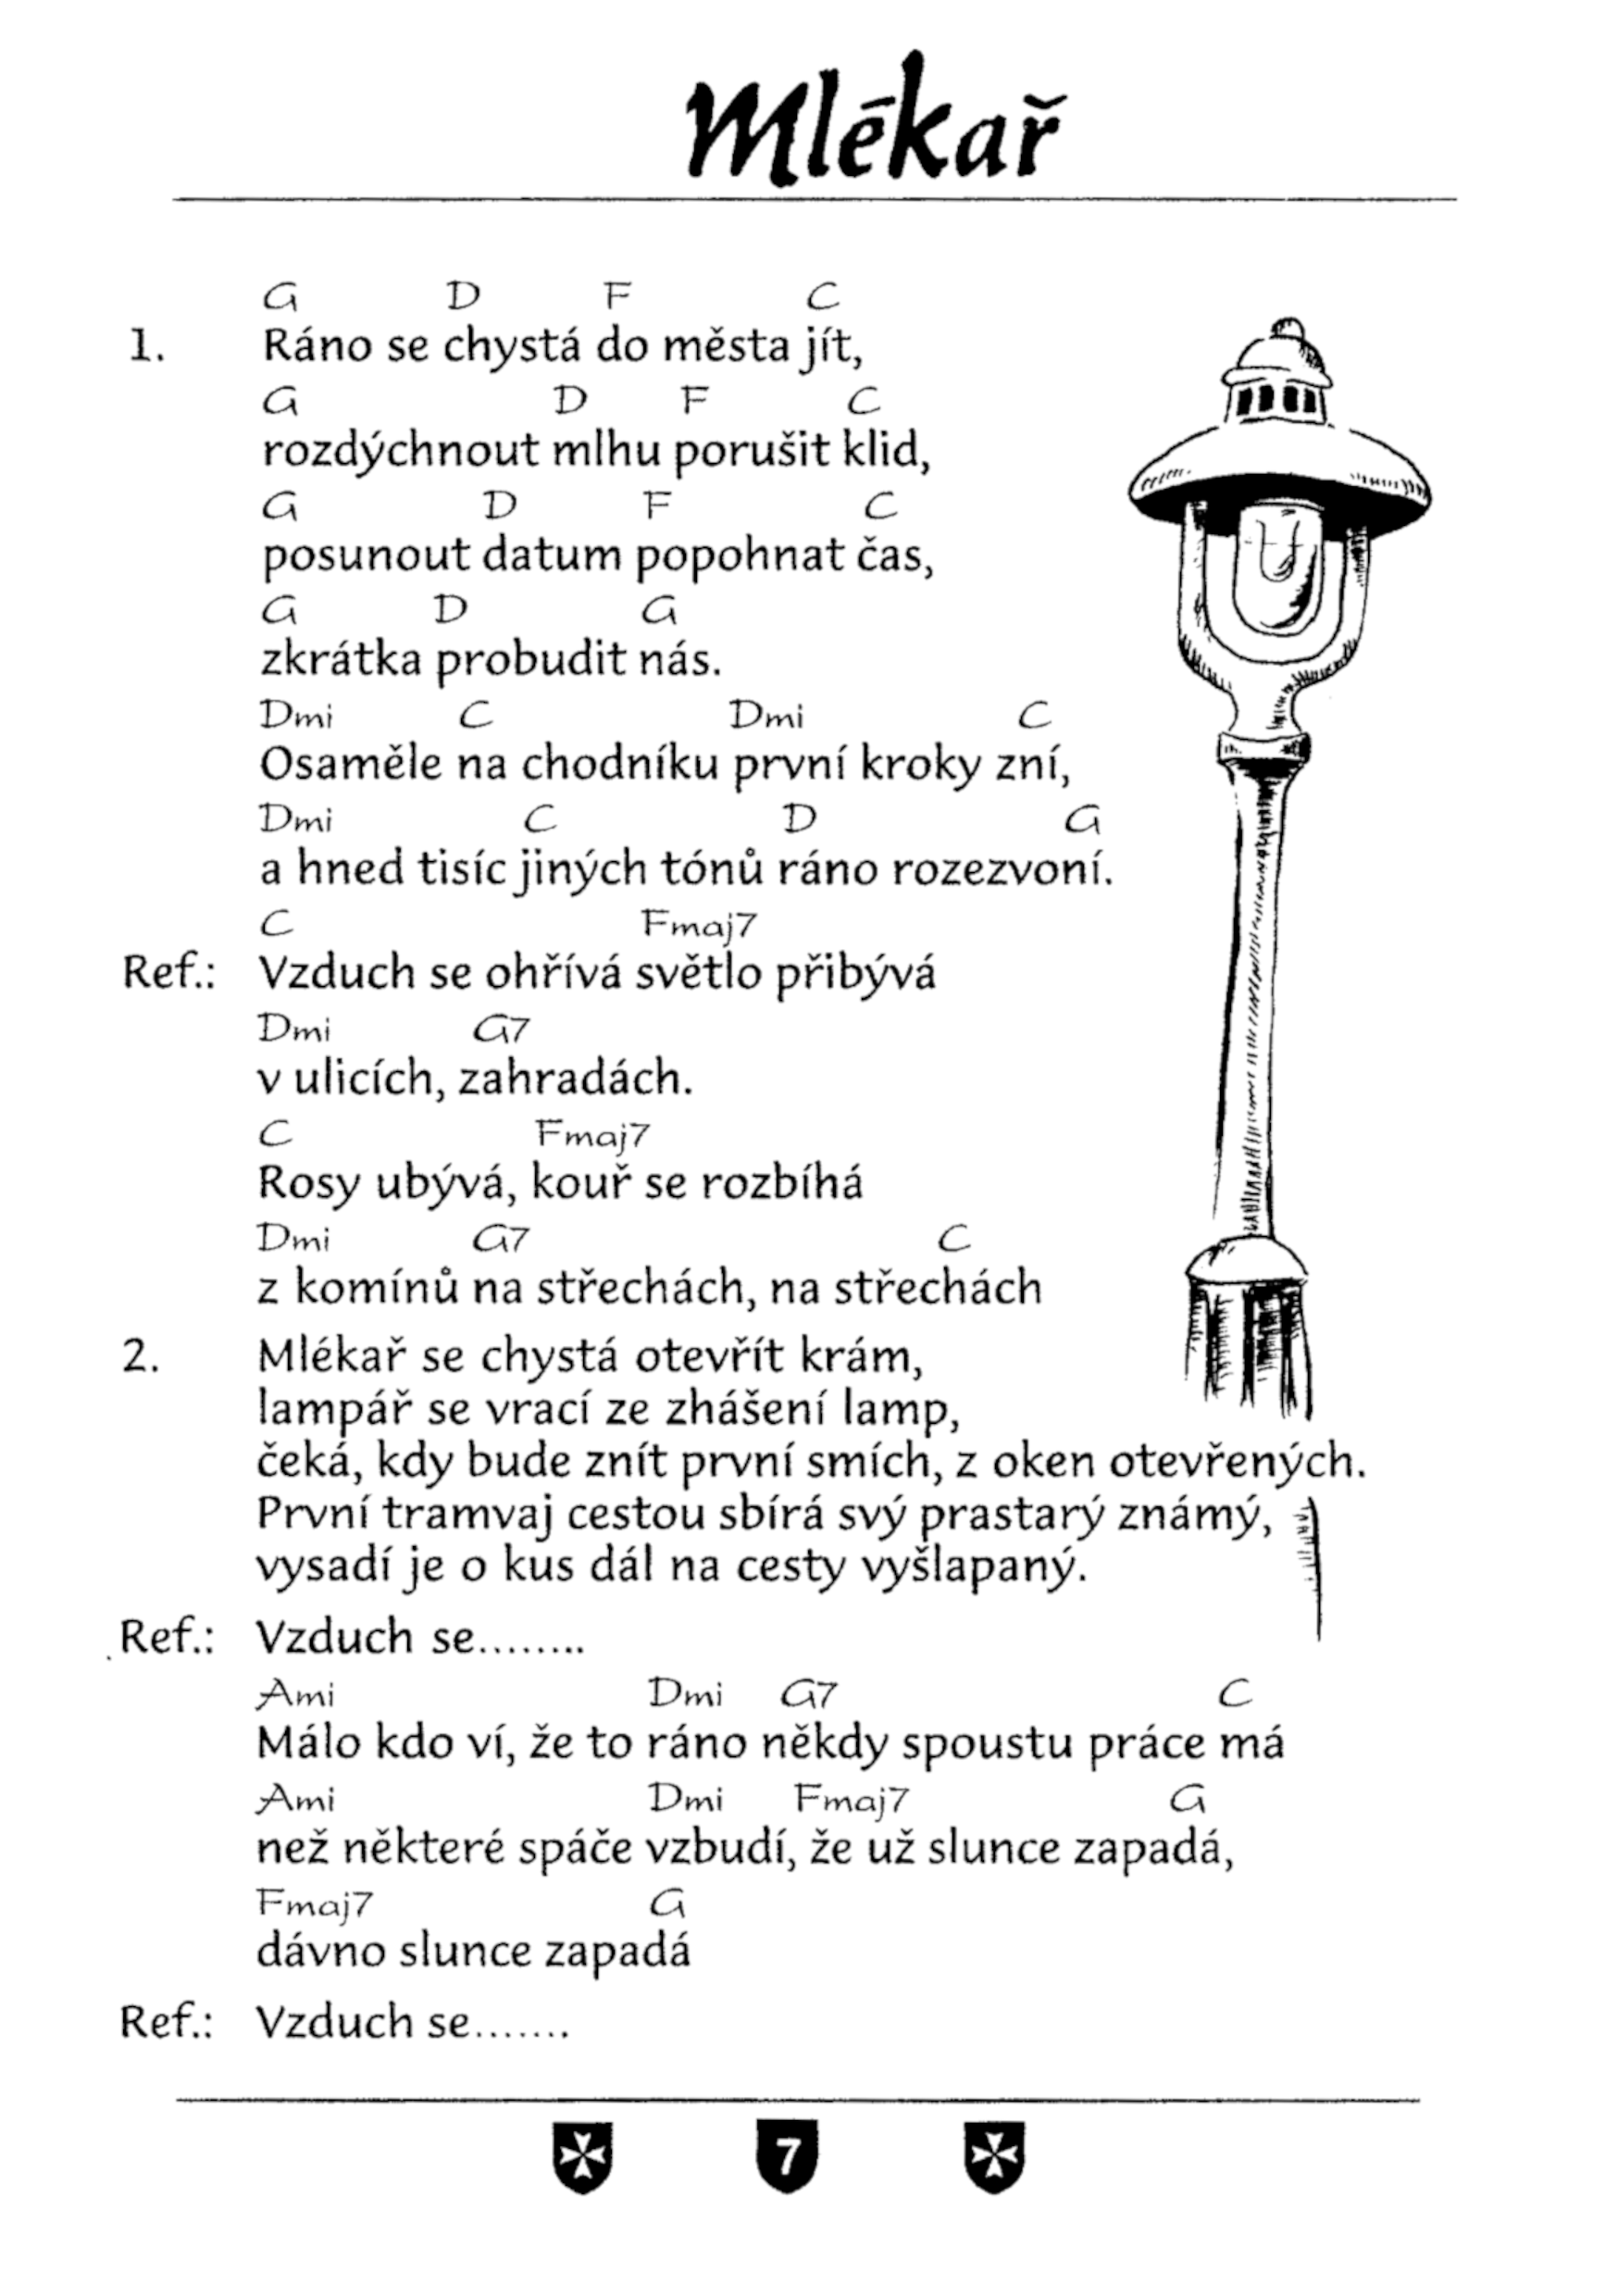 Mlékař
G D F C
1. Ráno se chystá do města jít,
G D F C
rozdýchnout mlhu porušit klid,
G D F C
posunout datum popohnat čas,
G D G
zkrátka probudit nás.
Dmi C Dmi C
Osaměle na chodníku první kroky zní,
Dmi C D G
a hned tisíc jiných tónů ráno rozezvoní.
C Fmaj7
Ref.: Vzduch se ohřívá světlo přibývá
Dmi G7
v ulicích, zahradách.
C Fmaj7
Rosy ubývá, kouř se rozbíhá
Dmi G7 C
z komínů na střechách, na střechách
2. Mlékař se chystá otevřít krám,
lampář se vrací ze zhášení lamp,
čeká, kdy bude znít první smích, z oken otevřených.
První tramvaj cestou sbírá svý prastarý známý,
vysadí je o kus dál na cesty vyšlapaný.
Ref.: Vzduch se........
Ami Dmi G7 C
Málo kdo ví, že to ráno někdy spoustu práce má
Ami Dmi Fmaj7 G
než některé spáče vzbudí, že už slunce zapadá,
Fmaj7 G
dávno slunce zapadá
Ref.: Vzduch se.......
7